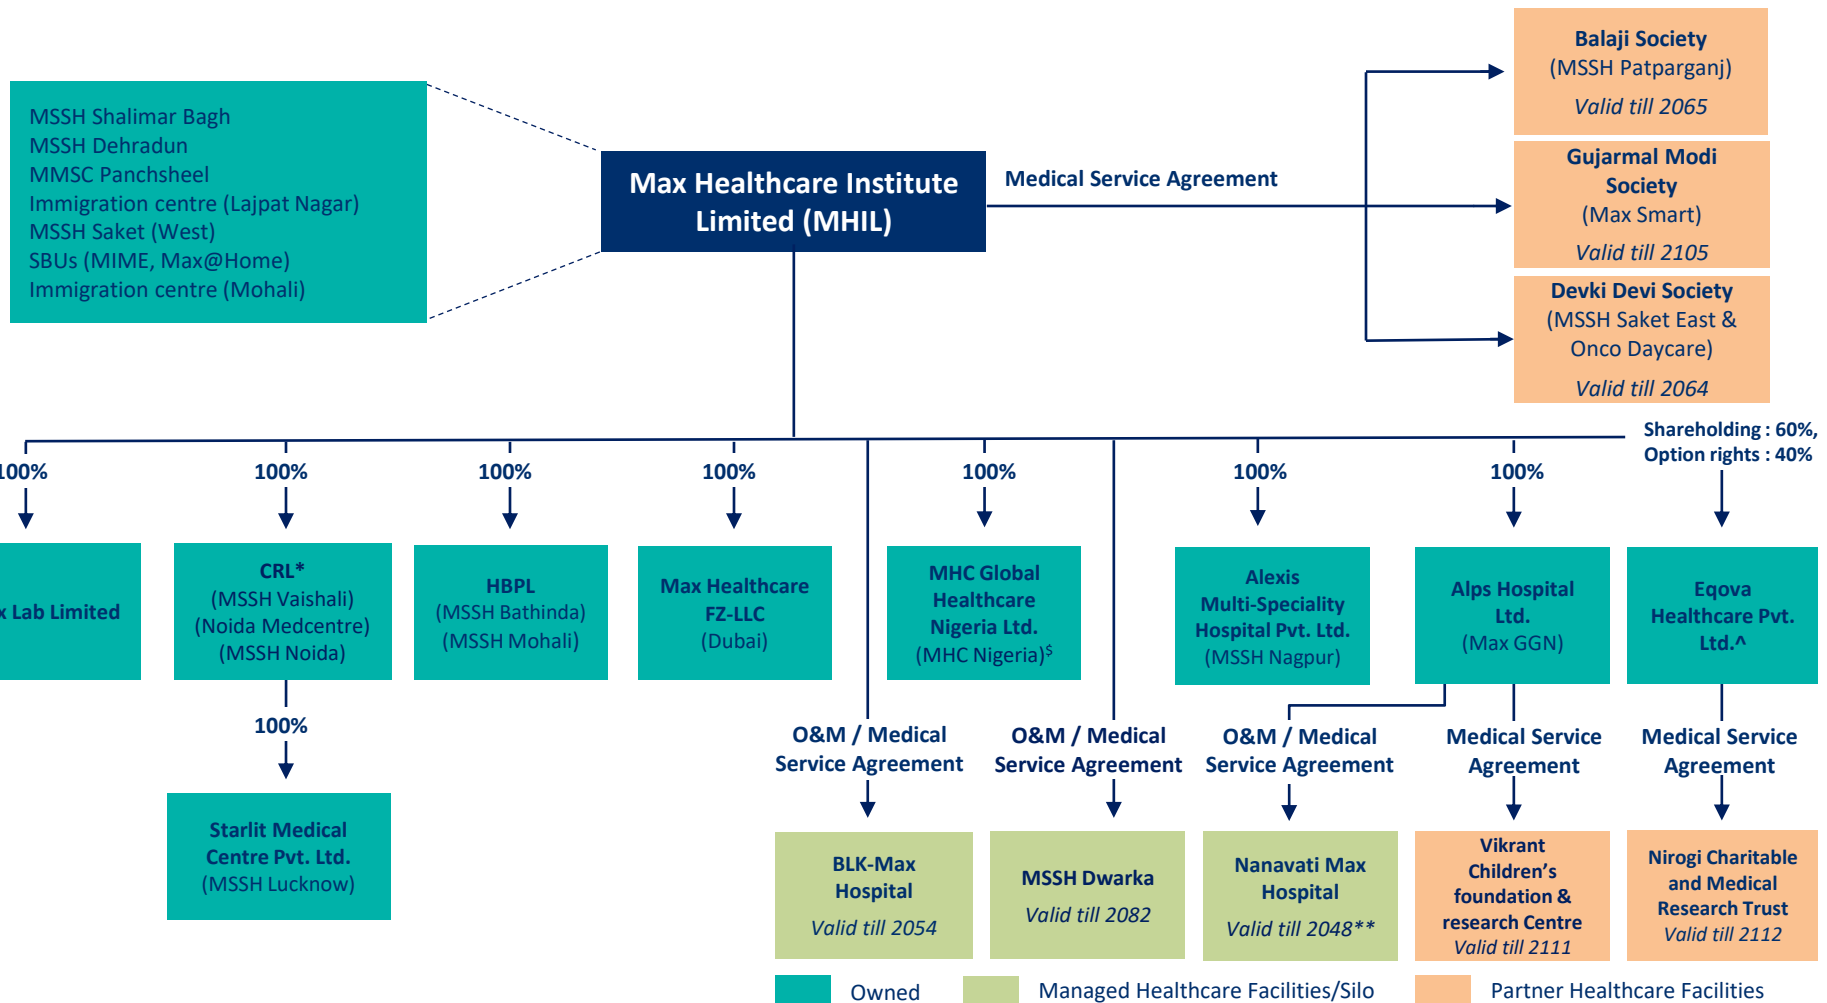 Balaji Society
(MSSH Patparganj)
Valid till 2065
MSSH Shalimar Bagh
MSSH Dehradun
MMSC Panchsheel
Immigration centre (Lajpat Nagar)
MSSH Saket (West)
SBUs (MIME, Max@Home)
Immigration centre (Mohali)
Max Healthcare Institute
Limited (MHIL)
Medical Service Agreement
Gujarmal Modi
Society
(Max Smart)
Valid till 2105
Devki Devi Society
(MSSH Saket East &
Onco Daycare)
Valid till 2064
Shareholding : 60%,
Option rights : 40%
100%
100%
100%
100%
100%
100%
100%
x Lab Limited
CRL*
(MSSH Vaishali)
(Noida Medcentre)
(MSSH Noida)
HBPL
(MSSH Bathinda)
(MSSH Mohali)
Max Healthcare
FZ-LLC
(Dubai)
MHC Global
Healthcare
Nigeria Ltd.
(MHC Nigeria)$
Alexis
Multi-Speciality
Hospital Pvt. Ltd.
(MSSH Nagpur)
Alps Hospital
Ltd.
(Max GGN)
Eqova
Healthcare Pvt.
Ltd.^
100%
O&M / Medical
Service Agreement
O&M / Medical
Service Agreement
O&M / Medical
Service Agreement
Medical Service
Agreement
Medical Service
Agreement
Starlit Medical
Centre Pvt. Ltd.
(MSSH Lucknow)
BLK-Max
Hospital
Valid till 2054
MSSH Dwarka
Valid till 2082
Nanavati Max
Hospital
Valid till 2048**
Vikrant
Children’s
foundation &
research Centre
Valid till 2111
Nirogi Charitable
and Medical
Research Trust
Valid till 2112
Owned
Managed Healthcare Facilities/Silo
Partner Healthcare Facilities